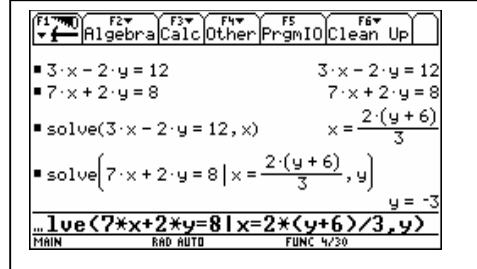 F1 F2 Algebra F3 Calc F4 Other F5 PrgmIO F6 Clean Up
▪ 3·x − 2·y = 12    3·x − 2·y = 12
▪ 7·x + 2·y = 8    7·x + 2·y = 8
▪ solve(3·x − 2·y = 12, x)    x = 2·(y + 6)/3
▪ solve(7·x + 2·y = 8 | x = 2·(y + 6)/3, y)
y = -3
…lve(7*x+2*y=8|x=2*(y+6)/3,y)
MAIN RAD AUTO FUNC 4/30